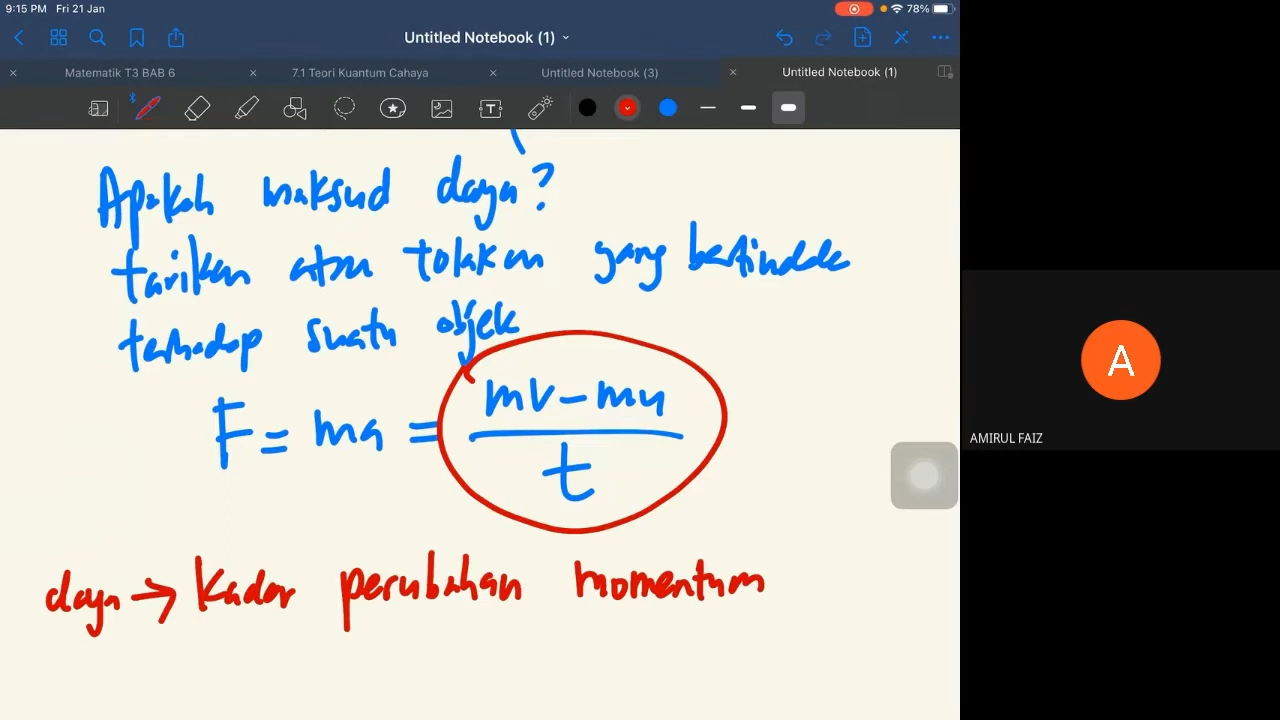 9:15 PM Fri 21 Jan
78%
Untitled Notebook (1)
Matematik T3 BAB 6
7.1 Teori Kuantum Cahaya
Untitled Notebook (3)
Untitled Notebook (1)
Apakah maksud daya?
tarikan atau tolakan yang
terhadap suatu objek
F = ma = mv - mu
t
daya → Kadar perubahan momentum
A
AMIRUL FAIZ